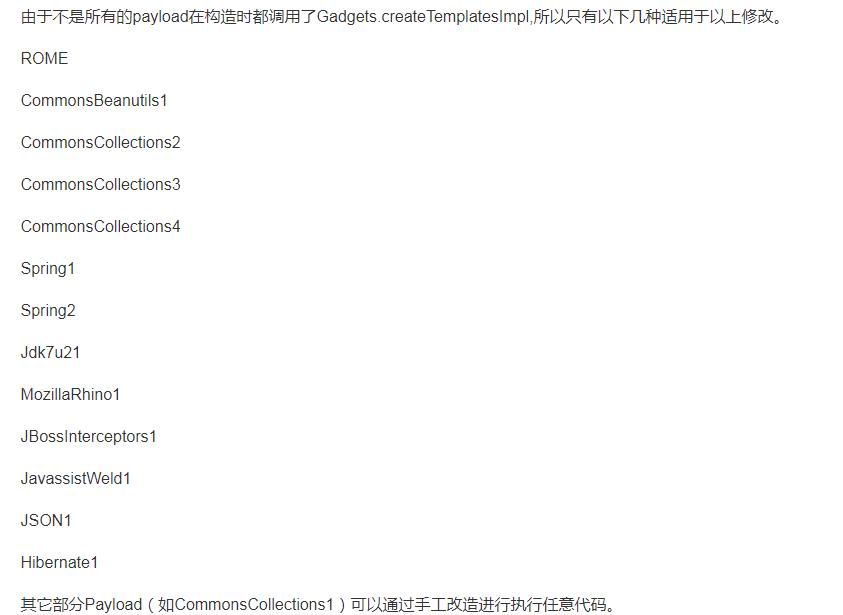 由于不是所有的payload在构造时都调用了Gadgets.createTemplatesImpl,所以只有以下几种适用于以上修改。
ROME
CommonsBeanutils1
CommonsCollections2
CommonsCollections3
CommonsCollections4
Spring1
Spring2
Jdk7u21
MozillaRhino1
JBossInterceptors1
JavassistWeld1
JSON1
Hibernate1
其它部分Payload（如CommonsCollections1）可以通过手工改造进行执行任意代码。